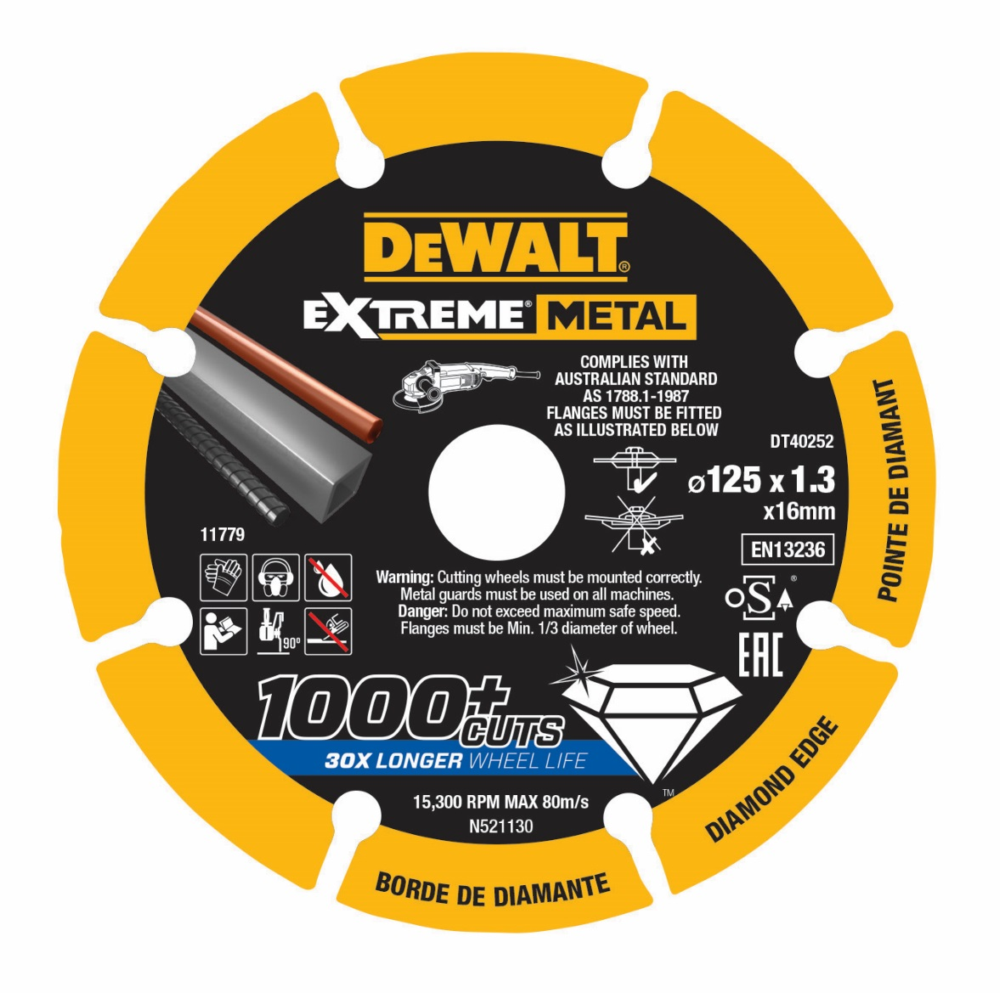 DEWALT®
EXTREME® METAL
COMPLIES WITH
AUSTRALIAN STANDARD
AS 1788.1-1987
FLANGES MUST BE FITTED
AS ILLUSTRATED BELOW
DT40252
ø125 x 1.3
x16mm
EN13236
oS®
EAC
11779
90º
Warning: Cutting wheels must be mounted correctly.
Metal guards must be used on all machines.
Danger: Do not exceed maximum safe speed.
Flanges must be Min. 1/3 diameter of wheel.
1000+
CUTS
30X LONGER WHEEL LIFE
TM
15,300 RPM MAX 80m/s
N521130
POINTE DE DIAMANT
DIAMOND EDGE
BORDE DE DIAMANTE